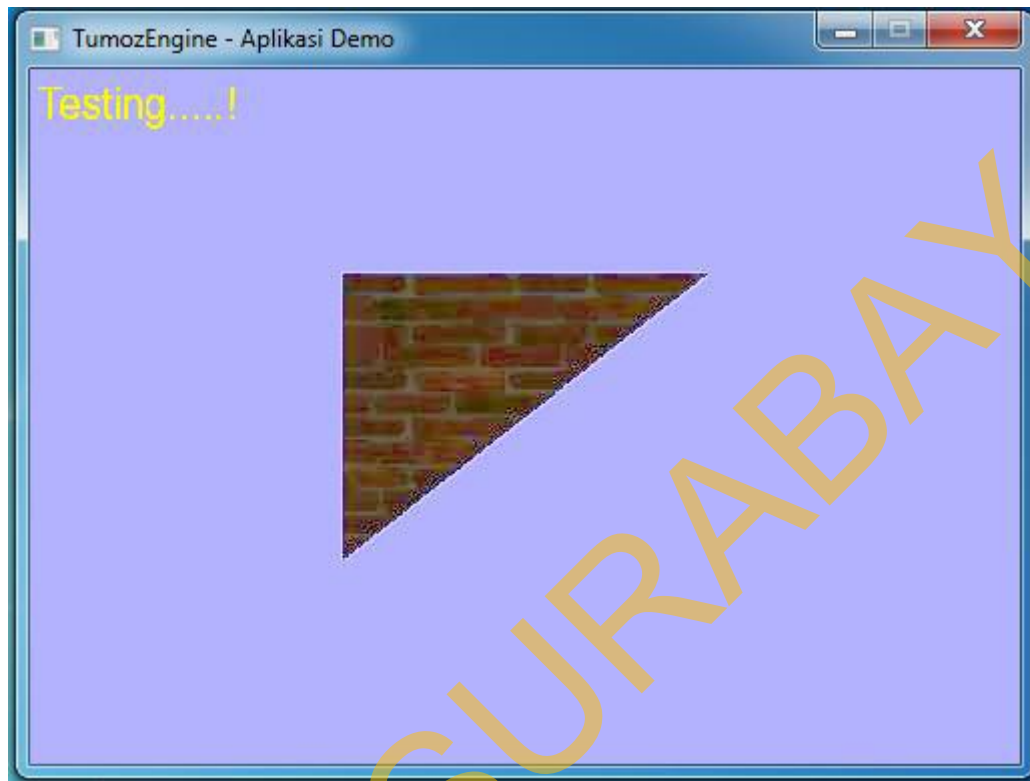 TumozEngine - Aplikasi Demo
Testing.....!
SURABAY